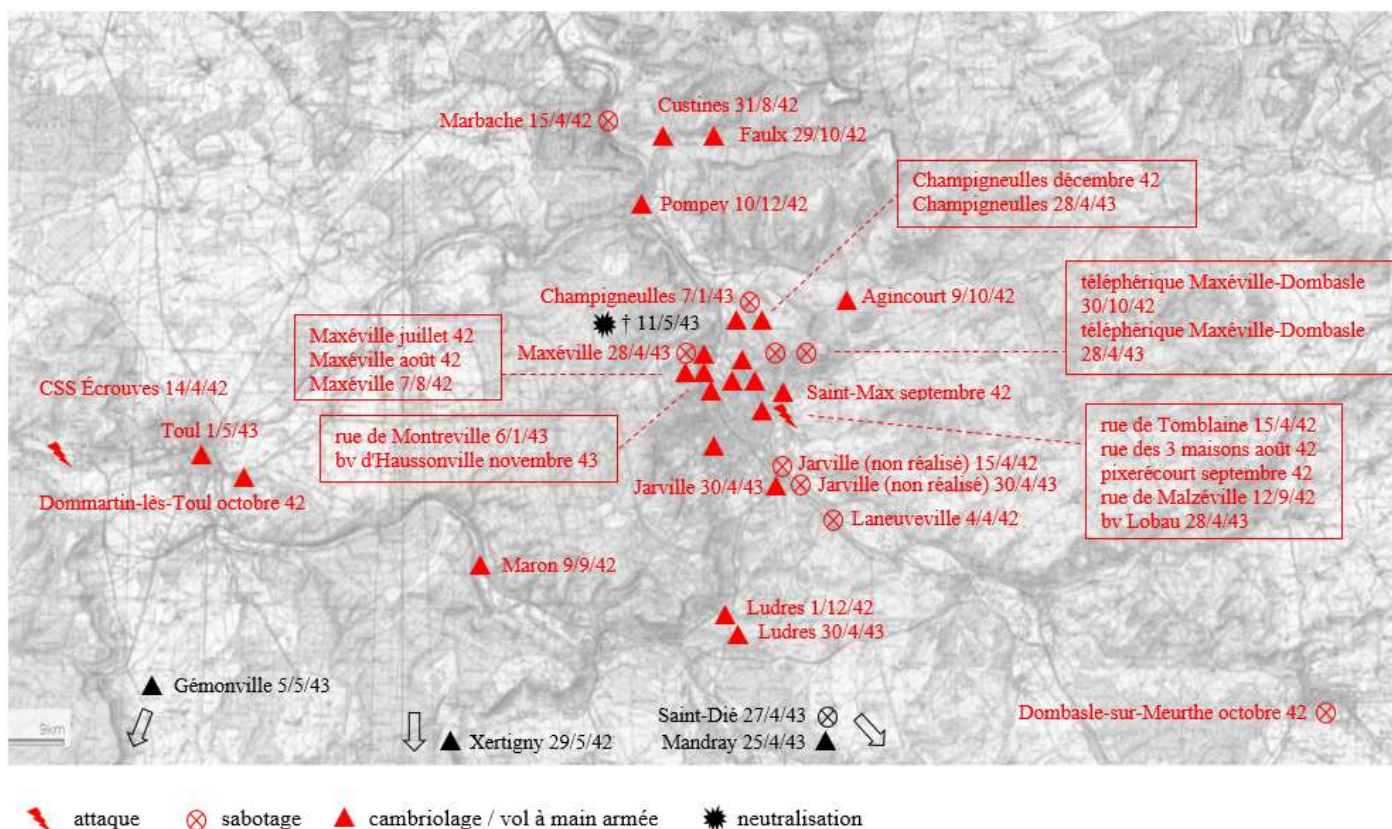 Custines 31/8/42
Marbache 15/4/42
Faulx 29/10/42
Champigneulles décembre 42
Champigneulles 28/4/43
Pompey 10/12/42
téléphérique Maxéville-Dombasle
30/10/42
téléphérique Maxéville-Dombasle
28/4/43
Champigneulles 7/1/43
Agincourt 9/10/42
† 11/5/43
Maxéville juillet 42
Maxéville août 42
Maxéville 7/8/42
Maxéville 28/4/43
CSS Écrouves 14/4/42
Saint-Max septembre 42
Toul 1/5/43
rue de Montreville 6/1/43
bv d'Haussonville novembre 43
rue de Tomblaine 15/4/42
rue des 3 maisons août 42
pixerécourt septembre 42
rue de Malzéville 12/9/42
bv Lobau 28/4/43
Jarville (non réalisé) 15/4/42
Jarville 30/4/43
Jarville (non réalisé) 30/4/43
Dommartin-lès-Toul octobre 42
Laneuveville 4/4/42
Maron 9/9/42
Ludres 1/12/42
Ludres 30/4/43
Gémonville 5/5/43
Saint-Dié 27/4/43
Dombasle-sur-Meurthe octobre 42
9km
Xertigny 29/5/42
Mandray 25/4/43
attaque
sabotage
cambriolage / vol à main armée
neutralisation